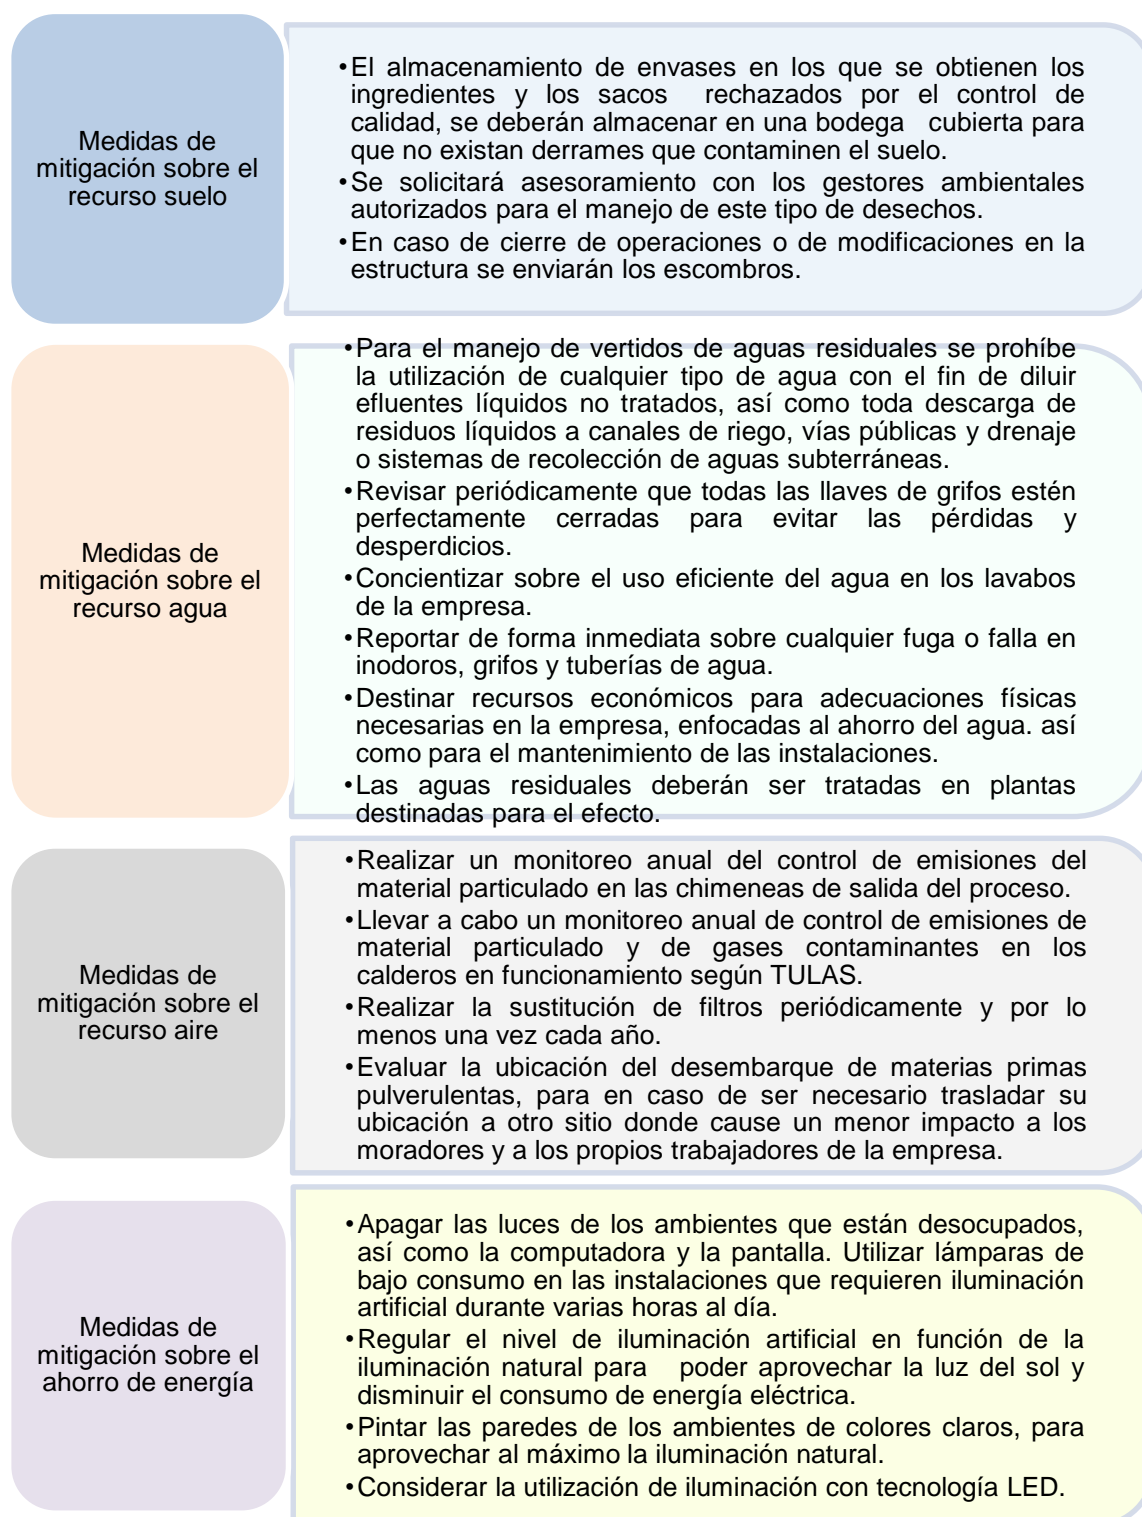 Medidas de
mitigación sobre el
recurso suelo
•El almacenamiento de envases en los que se obtienen los
ingredientes y los sacos rechazados por el control de
calidad, se deberán almacenar en una bodega cubierta para
que no existan derrames que contaminen el suelo.
•Se solicitará asesoramiento con los gestores ambientales
autorizados para el manejo de este tipo de desechos.
•En caso de cierre de operaciones o de modificaciones en la
estructura se enviarán los escombros.
Medidas de
mitigación sobre el
recurso agua
•Para el manejo de vertidos de aguas residuales se prohíbe
la utilización de cualquier tipo de agua con el fin de diluir
efluentes líquidos no tratados, así como toda descarga de
residuos líquidos a canales de riego, vías públicas y drenaje
o sistemas de recolección de aguas subterráneas.
•Revisar periódicamente que todas las llaves de grifos estén
perfectamente cerradas para evitar las pérdidas y
desperdicios.
•Concientizar sobre el uso eficiente del agua en los lavabos
de la empresa.
•Reportar de forma inmediata sobre cualquier fuga o falla en
inodoros, grifos y tuberías de agua.
•Destinar recursos económicos para adecuaciones físicas
necesarias en la empresa, enfocadas al ahorro del agua. así
como para el mantenimiento de las instalaciones.
•Las aguas residuales deberán ser tratadas en plantas
destinadas para el efecto.
Medidas de
mitigación sobre el
recurso aire
•Realizar un monitoreo anual del control de emisiones del
material particulado en las chimeneas de salida del proceso.
•Llevar a cabo un monitoreo anual de control de emisiones de
material particulado y de gases contaminantes en los
calderos en funcionamiento según TULAS.
•Realizar la sustitución de filtros periódicamente y por lo
menos una vez cada año.
•Evaluar la ubicación del desembarque de materias primas
pulverulentas, para en caso de ser necesario trasladar su
ubicación a otro sitio donde cause un menor impacto a los
moradores y a los propios trabajadores de la empresa.
Medidas de
mitigación sobre el
ahorro de energía
•Apagar las luces de los ambientes que están desocupados,
así como la computadora y la pantalla. Utilizar lámparas de
bajo consumo en las instalaciones que requieren iluminación
artificial durante varias horas al día.
•Regular el nivel de iluminación artificial en función de la
iluminación natural para poder aprovechar la luz del sol y
disminuir el consumo de energía eléctrica.
•Pintar las paredes de los ambientes de colores claros, para
aprovechar al máximo la iluminación natural.
•Considerar la utilización de iluminación con tecnología LED.